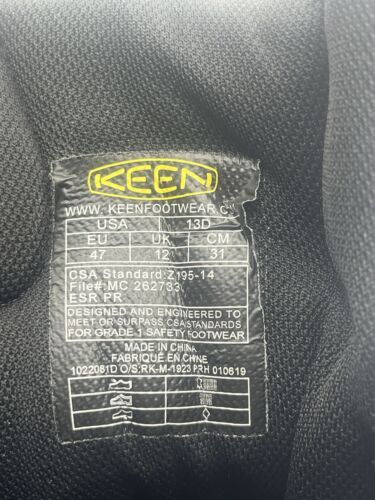 KEEN
WWW. KEENFOOTWEAR.C
USA 13D
EU UK CM
47 12 31
CSA Standard:Z195-14
File#: MC 262733
ESR PR
DESIGNED AND ENGINEERED TO
MEET OR SURPASS CSA STANDARDS
FOR GRADE 1 SAFETY FOOTWEAR
MADE IN CHINA
FABRIQUÉ EN CHINE
1022081D O/S:RK-M-1923 PRH 010619